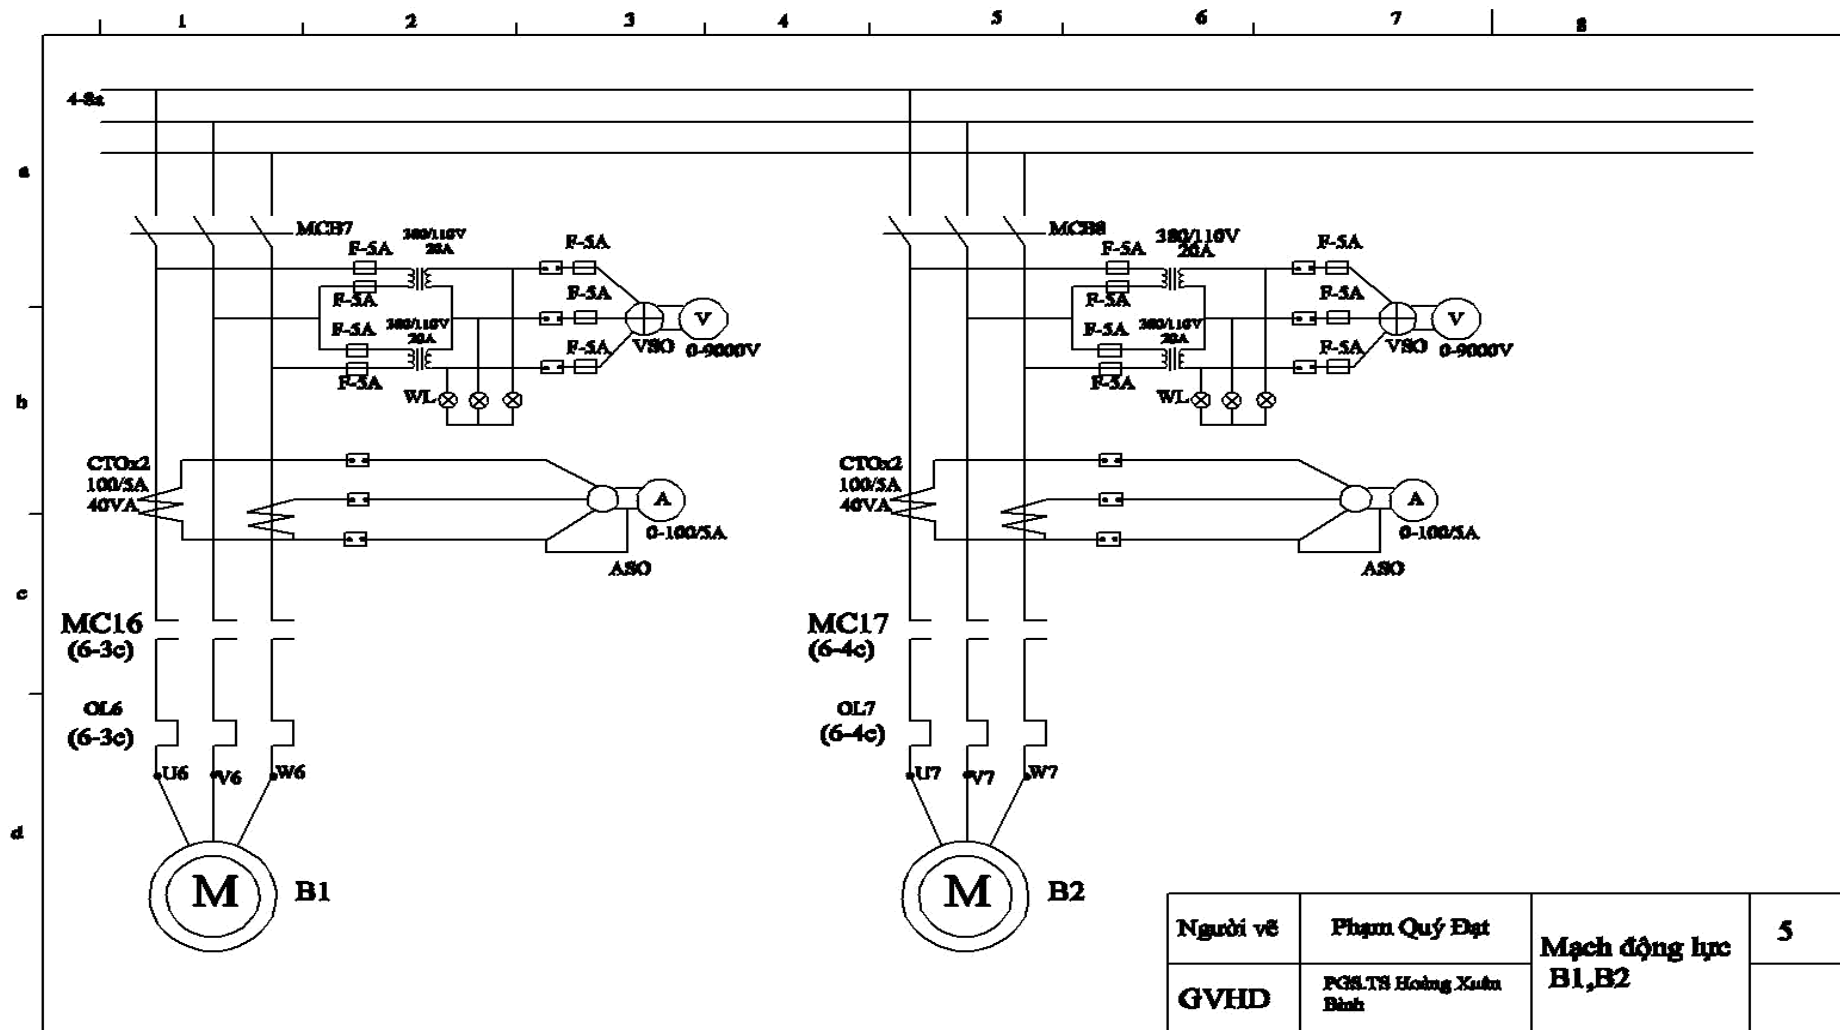 1 2 3 4 5 6 7 8
4-8a
a
MCB7
380/110V
20A
F-5A
F-5A
F-5A
F-5A
V
F-5A
380/110V
20A
F-5A
VSO
0-9000V
F-5A
WL
b
CTOx2
100/5A
40VA
A
0-100/5A
ASO
c
MC16
(6-3c)
OL6
(6-3c)
U6 V6 W6
d
M B1
MCB8
380/110V
20A
F-5A
F-5A
F-5A
F-5A
V
F-5A
380/110V
20A
F-5A
VSO
0-9000V
F-5A
WL
CTOx2
100/5A
40VA
A
0-100/5A
ASO
MC17
(6-4c)
OL7
(6-4c)
U7 V7 W7
M B2
Người vẽ Phạm Quý Đạt
Mạch động lực
B1,B2
5
GVHD
PGS.TS Hoàng Xuân
Bình